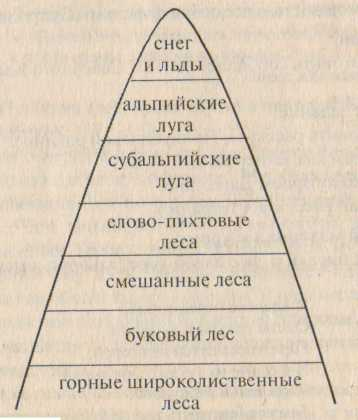 снег
и льды
альпийские
луга
субальпийские
луга
елово-пихтовые
леса
смешанные леса
буковый лес
горные широколиственные
леса